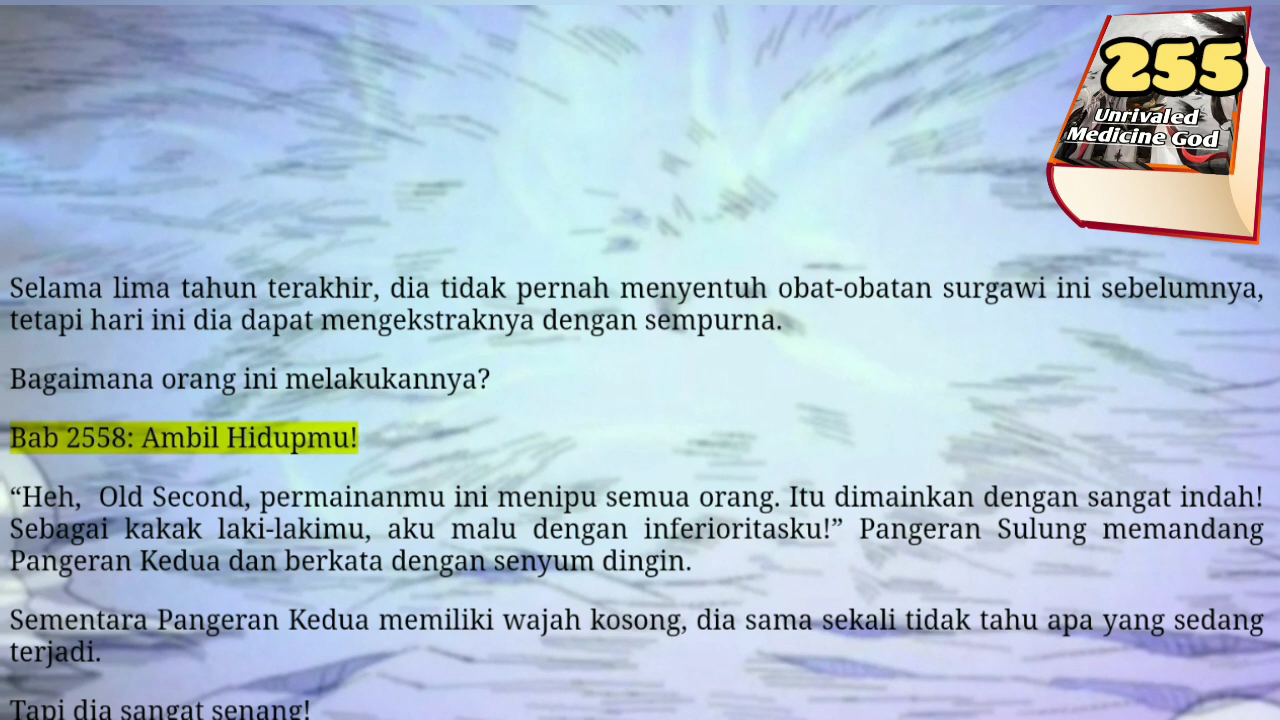 255
Unrivaled
Medicine God
Selama lima tahun terakhir, dia tidak pernah menyentuh obat-obatan surgawi ini sebelumnya,
tetapi hari ini dia dapat mengekstraknya dengan sempurna.
Bagaimana orang ini melakukannya?
Bab 2558: Ambil Hidupmu!
“Heh,  Old Second, permainanmu ini menipu semua orang. Itu dimainkan dengan sangat indah!
Sebagai kakak laki-lakimu, aku malu dengan inferioritasku!” Pangeran Sulung memandang
Pangeran Kedua dan berkata dengan senyum dingin.
Sementara Pangeran Kedua memiliki wajah kosong, dia sama sekali tidak tahu apa yang sedang
terjadi.
Tapi dia sangat senang!